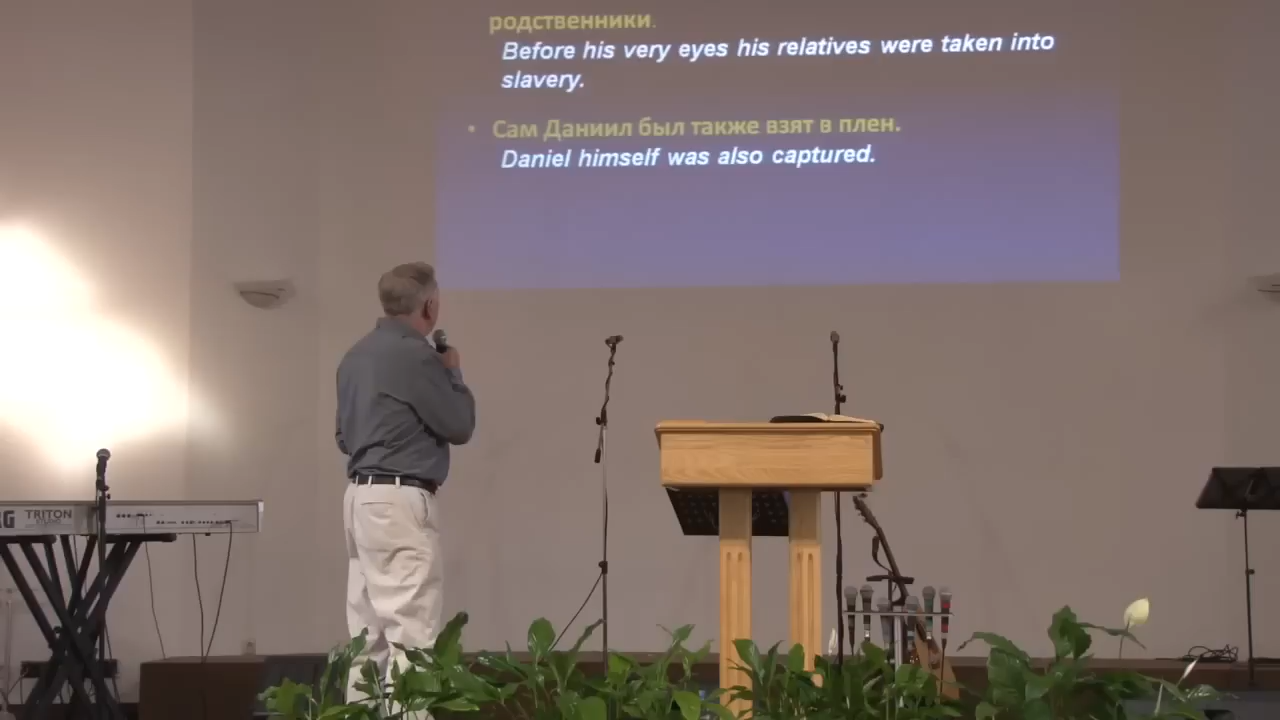 родственники.
Before his very eyes his relatives were taken into
slavery.
• Сам Даниил был также взят в плен.
Daniel himself was also captured.
TRITON